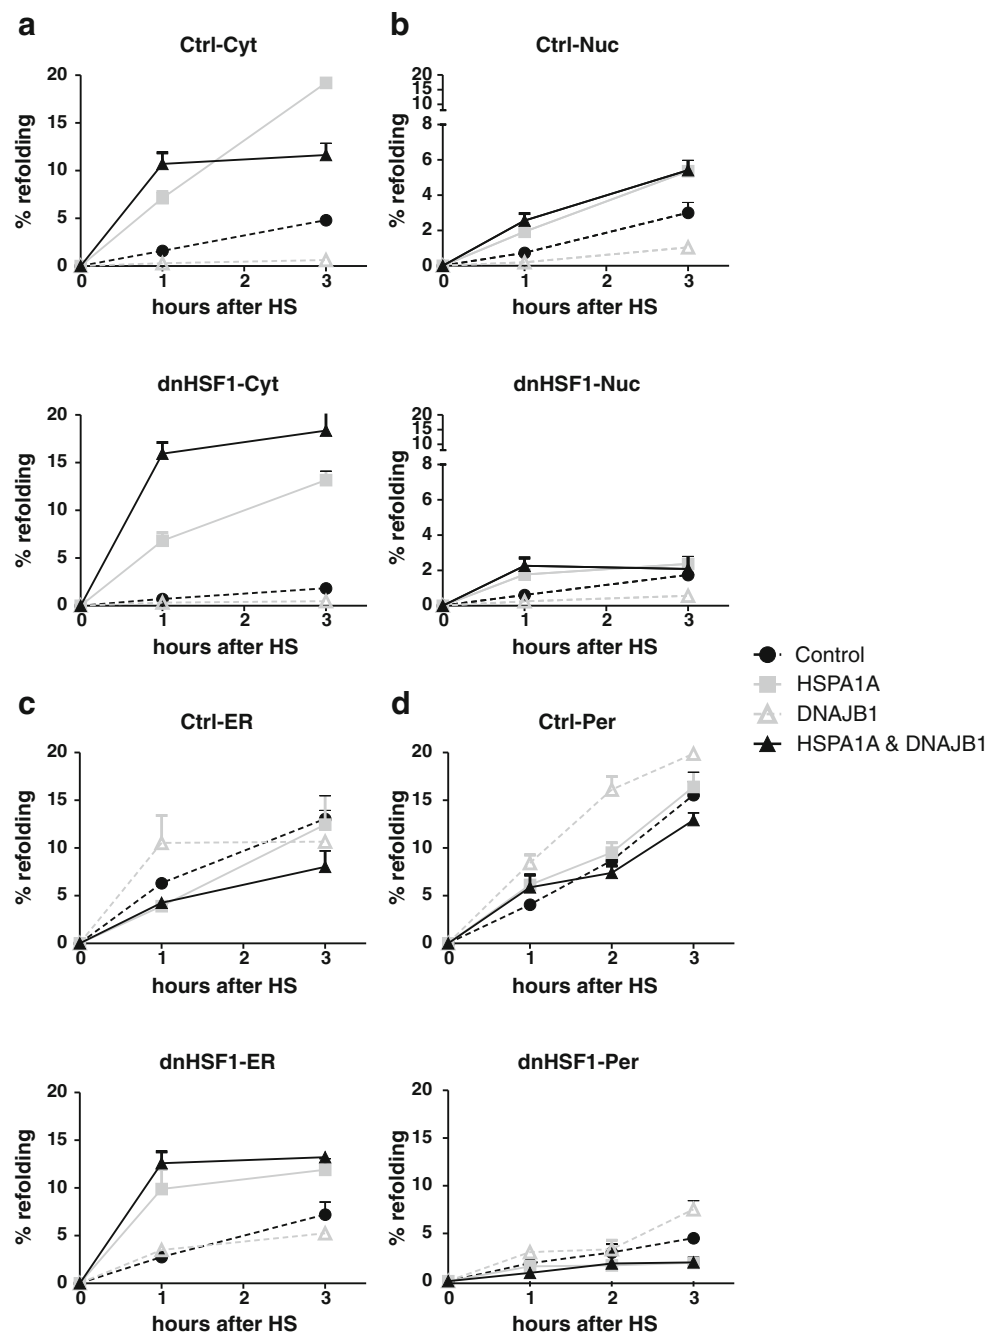 a
Ctrl-Cyt
20
15
10
5
0
% refolding
0 1 2 3
hours after HS
b
Ctrl-Nuc
20
15
10
8
6
4
2
0
% refolding
0 1 2 3
hours after HS
dnHSF1-Cyt
20
15
10
5
0
% refolding
0 1 2 3
hours after HS
dnHSF1-Nuc
20
15
10
8
6
4
2
0
% refolding
0 1 2 3
hours after HS
Control
HSPA1A
DNAJB1
HSPA1A & DNAJB1
c
Ctrl-ER
20
15
10
5
0
% refolding
0 1 2 3
hours after HS
d
Ctrl-Per
20
15
10
5
0
% refolding
0 1 2 3
hours after HS
dnHSF1-ER
20
15
10
5
0
% refolding
0 1 2 3
hours after HS
dnHSF1-Per
20
15
10
5
0
% refolding
0 1 2 3
hours after HS